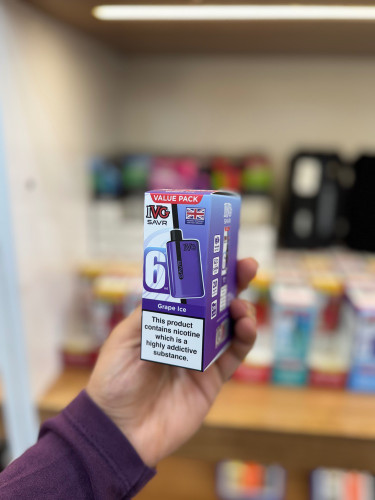 VALUE PACK
IVG
SAVR
6
Grape Ice
This product
contains nicotine
which is a
highly addictive
substance.